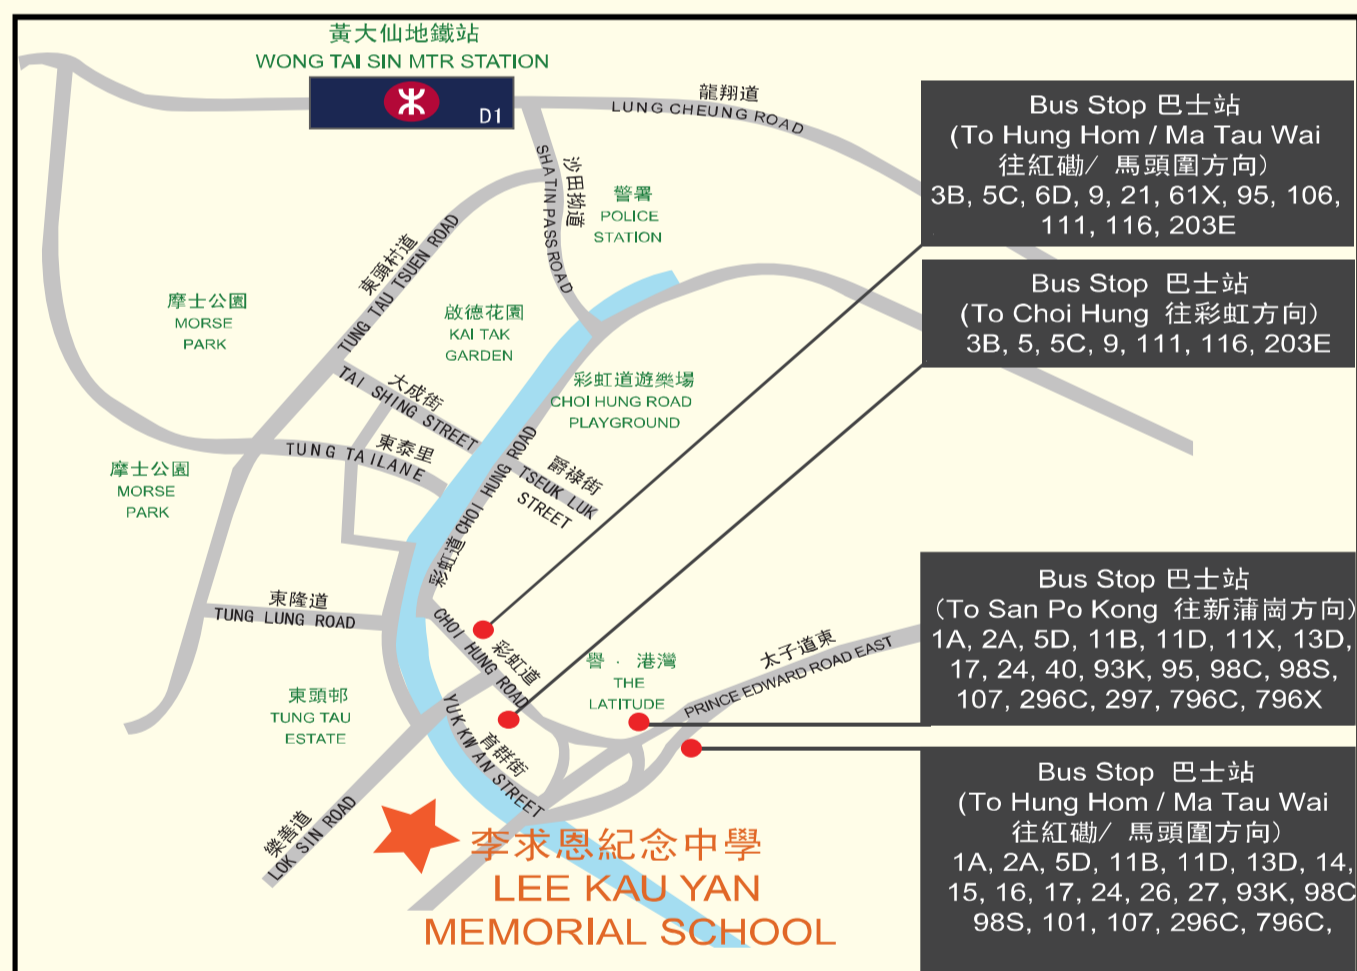 黃大仙地鐵站
WONG TAI SIN MTR STATION
D1
龍翔道
LUNG CHEUNG ROAD
沙田拗道
SHATIN PASS ROAD
警署
POLICE
STATION
東頭村道
TUNG TAU TSUEN ROAD
摩士公園
MORSE
PARK
啟德花園
KAI TAK
GARDEN
大成街
TAI SHING STREET
彩虹道遊樂場
CHOI HUNG ROAD
PLAYGROUND
東泰里
TUNG TAILANE
爵祿街
TSEUK LUK
STREET
摩士公園
MORSE
PARK
彩虹道 CHOI HUNG ROAD
東隆道
TUNG LUNG ROAD
彩虹道
CHOI HUNG ROAD
譽．港灣
THE
LATITUDE
太子道東
PRINCE EDWARD ROAD EAST
東頭邨
TUNG TAU
ESTATE
育群街
YUK KWAN STREET
樂善道
LOK SIN ROAD
李求恩紀念中學
LEE KAU YAN
MEMORIAL SCHOOL
Bus Stop 巴士站
(To Hung Hom / Ma Tau Wai
往紅磡/ 馬頭圍方向)
3B, 5C, 6D, 9, 21, 61X, 95, 106,
111, 116, 203E
Bus Stop 巴士站
(To Choi Hung 往彩虹方向)
3B, 5, 5C, 9, 111, 116, 203E
Bus Stop 巴士站
(To San Po Kong 往新蒲崗方向)
1A, 2A, 5D, 11B, 11D, 11X, 13D,
17, 24, 40, 93K, 95, 98C, 98S,
107, 296C, 297, 796C, 796X
Bus Stop 巴士站
(To Hung Hom / Ma Tau Wai
往紅磡/ 馬頭圍方向)
1A, 2A, 5D, 11B, 11D, 13D, 14,
15, 16, 17, 24, 26, 27, 93K, 98C
98S, 101, 107, 296C, 796C,